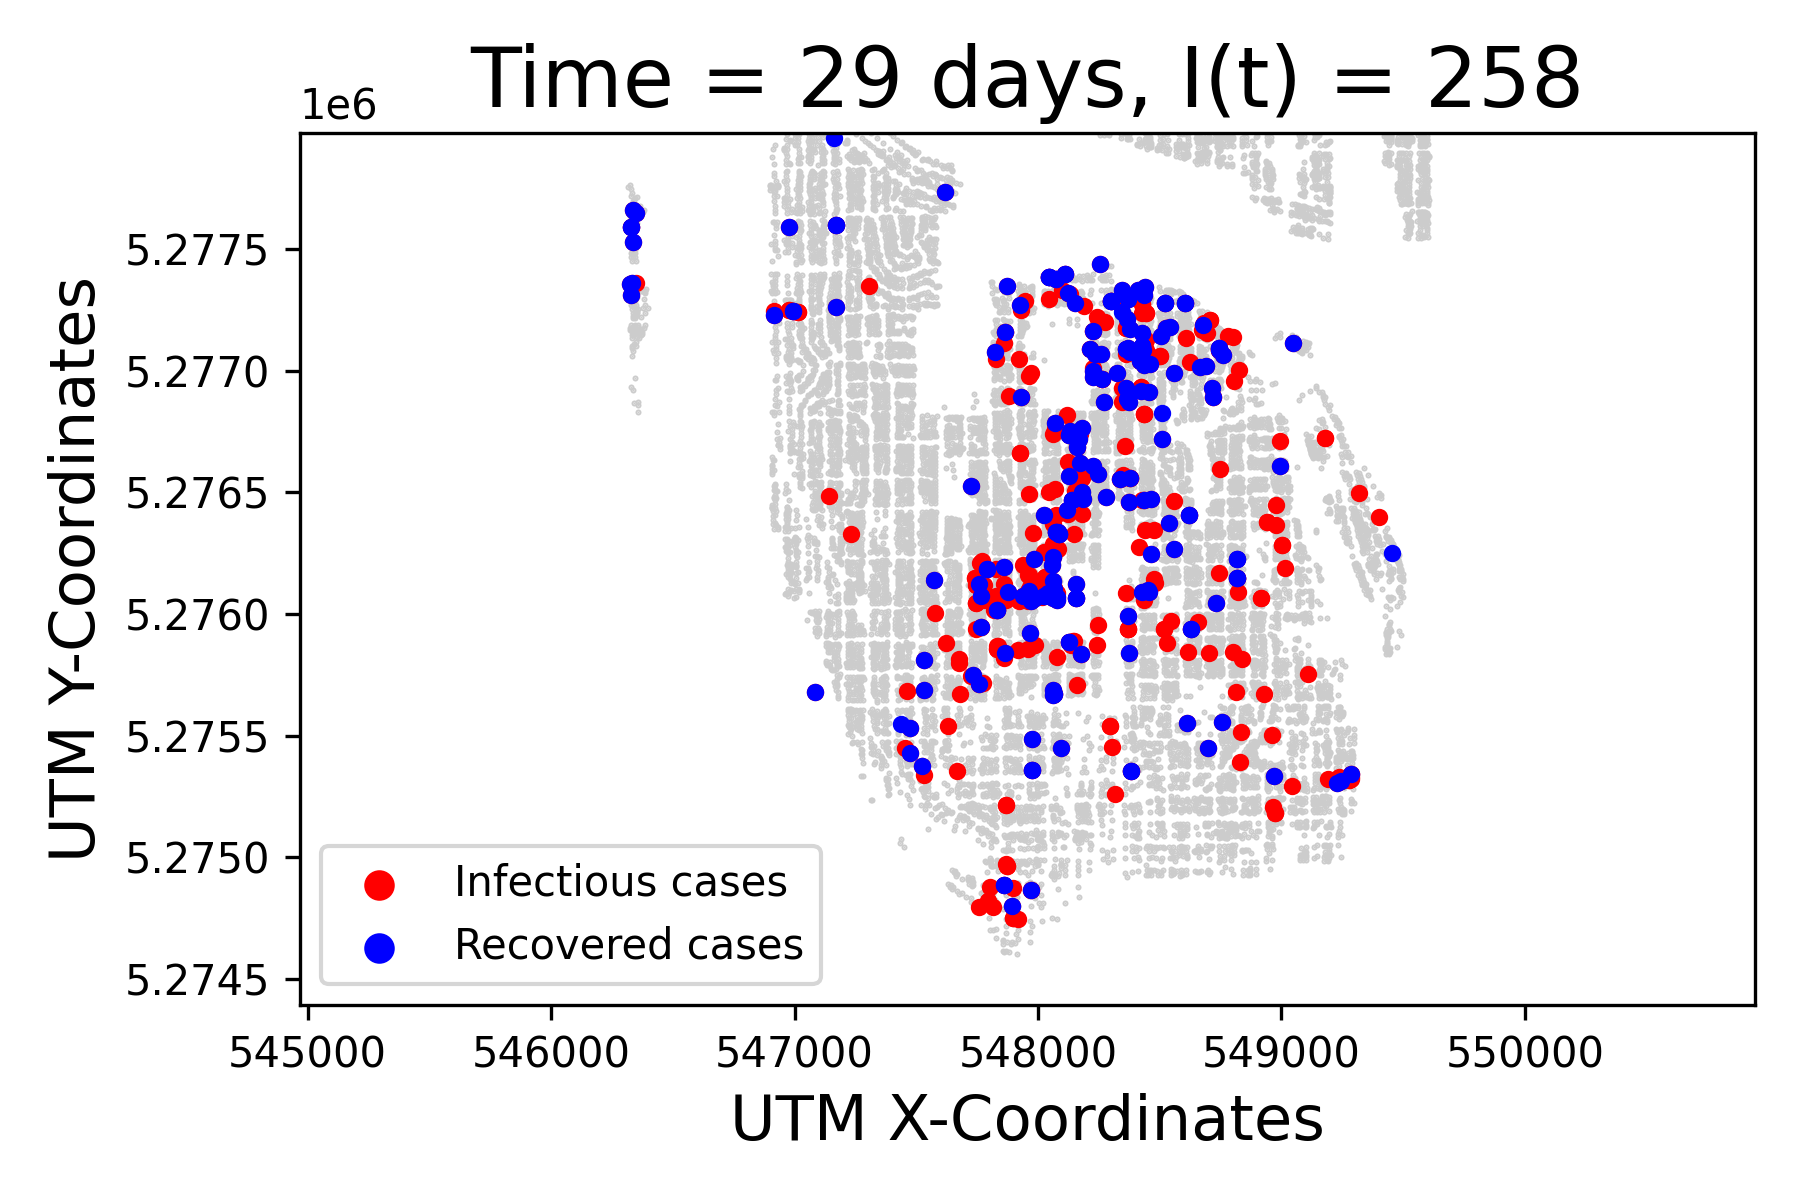 Time = 29 days, I(t) = 258
1e6
UTM Y-Coordinates
5.2775
5.2770
5.2765
5.2760
5.2755
5.2750
5.2745
Infectious cases
Recovered cases
545000 546000 547000 548000 549000 550000
UTM X-Coordinates